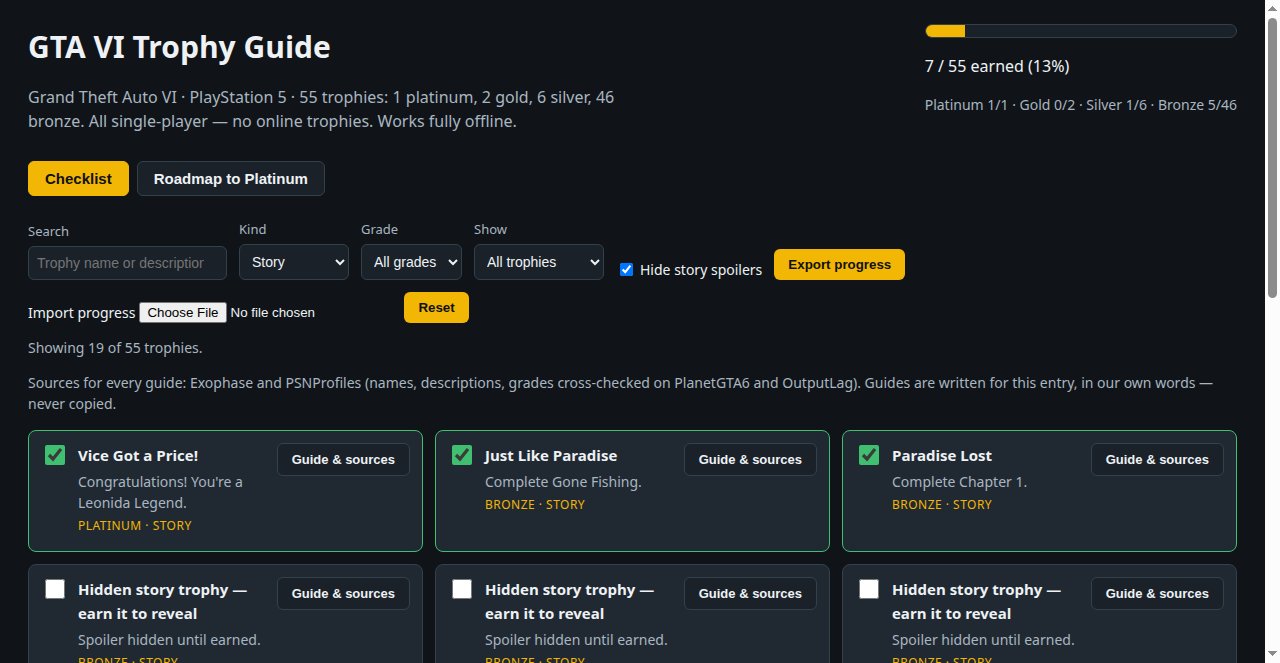 GTA VI Trophy Guide
Grand Theft Auto VI · PlayStation 5 · 55 trophies: 1 platinum, 2 gold, 6 silver, 46
bronze. All single-player — no online trophies. Works fully offline.
7 / 55 earned (13%)
Platinum 1/1 · Gold 0/2 · Silver 1/6 · Bronze 5/46
Checklist
Roadmap to Platinum
Search
Kind
Grade
Show
Trophy name or description
Story
All grades
All trophies
Hide story spoilers
Export progress
Import progress
Choose File
No file chosen
Reset
Showing 19 of 55 trophies.
Sources for every guide: Exophase and PSNProfiles (names, descriptions, grades cross-checked on PlanetGTA6 and OutputLag). Guides are written for this entry, in our own words —
never copied.
Vice Got a Price!
Guide & sources
Congratulations! You're a
Leonida Legend.
PLATINUM · STORY
Just Like Paradise
Guide & sources
Complete Gone Fishing.
BRONZE · STORY
Paradise Lost
Guide & sources
Complete Chapter 1.
BRONZE · STORY
Hidden story trophy —
earn it to reveal
Guide & sources
Spoiler hidden until earned.
BRONZE · STORY
Hidden story trophy —
earn it to reveal
Guide & sources
Spoiler hidden until earned.
BRONZE · STORY
Hidden story trophy —
earn it to reveal
Guide & sources
Spoiler hidden until earned.
BRONZE · STORY